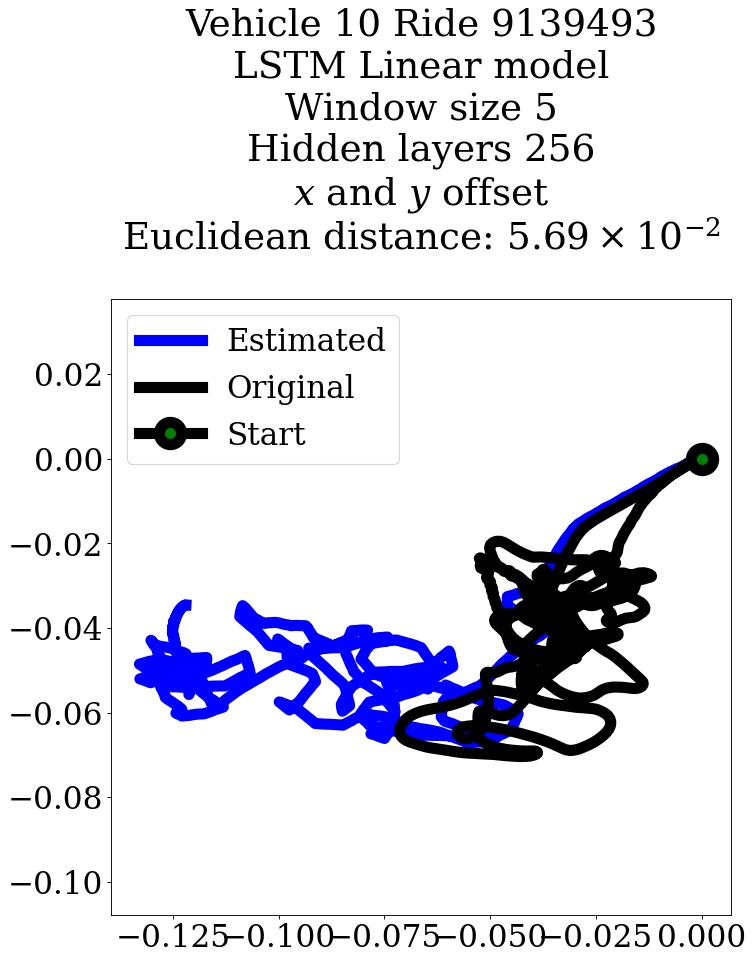 Vehicle 10 Ride 9139493
LSTM Linear model
Window size 5
Hidden layers 256
x and y offset
Euclidean distance: 5.69 × 10⁻²
Estimated
Original
Start
0.02
0.00
−0.02
−0.04
−0.06
−0.08
−0.10
−0.125 −0.100 −0.075 −0.050 −0.025 0.000